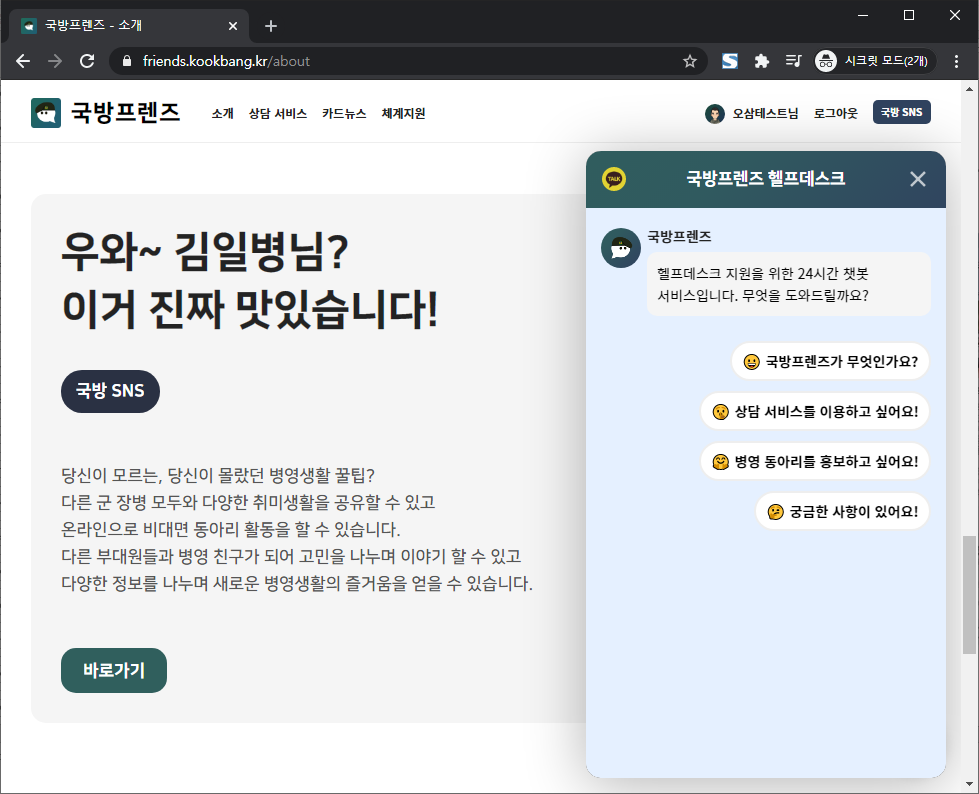 국방프렌즈 - 소개
friends.kookbang.kr/about
시크릿 모드(2개)
국방프렌즈
소개
상담 서비스
카드뉴스
체계지원
오삼테스트님
로그아웃
국방 SNS
우와~ 김일병님?
이거 진짜 맛있습니다!
국방 SNS
당신이 모르는, 당신이 몰랐던 병영생활 꿀팁?
다른 군 장병 모두와 다양한 취미생활을 공유할 수 있고
온라인으로 비대면 동아리 활동을 할 수 있습니다.
다른 부대원들과 병영 친구가 되어 고민을 나누며 이야기 할 수 있고
다양한 정보를 나누며 새로운 병영생활의 즐거움을 얻을 수 있습니다.
바로가기
TALK
국방프렌즈 헬프데스크
국방프렌즈
헬프데스크 지원을 위한 24시간 챗봇
서비스입니다. 무엇을 도와드릴까요?
😀 국방프렌즈가 무엇인가요?
🤫 상담 서비스를 이용하고 싶어요!
🤗 병영 동아리를 홍보하고 싶어요!
🤔 궁금한 사항이 있어요!